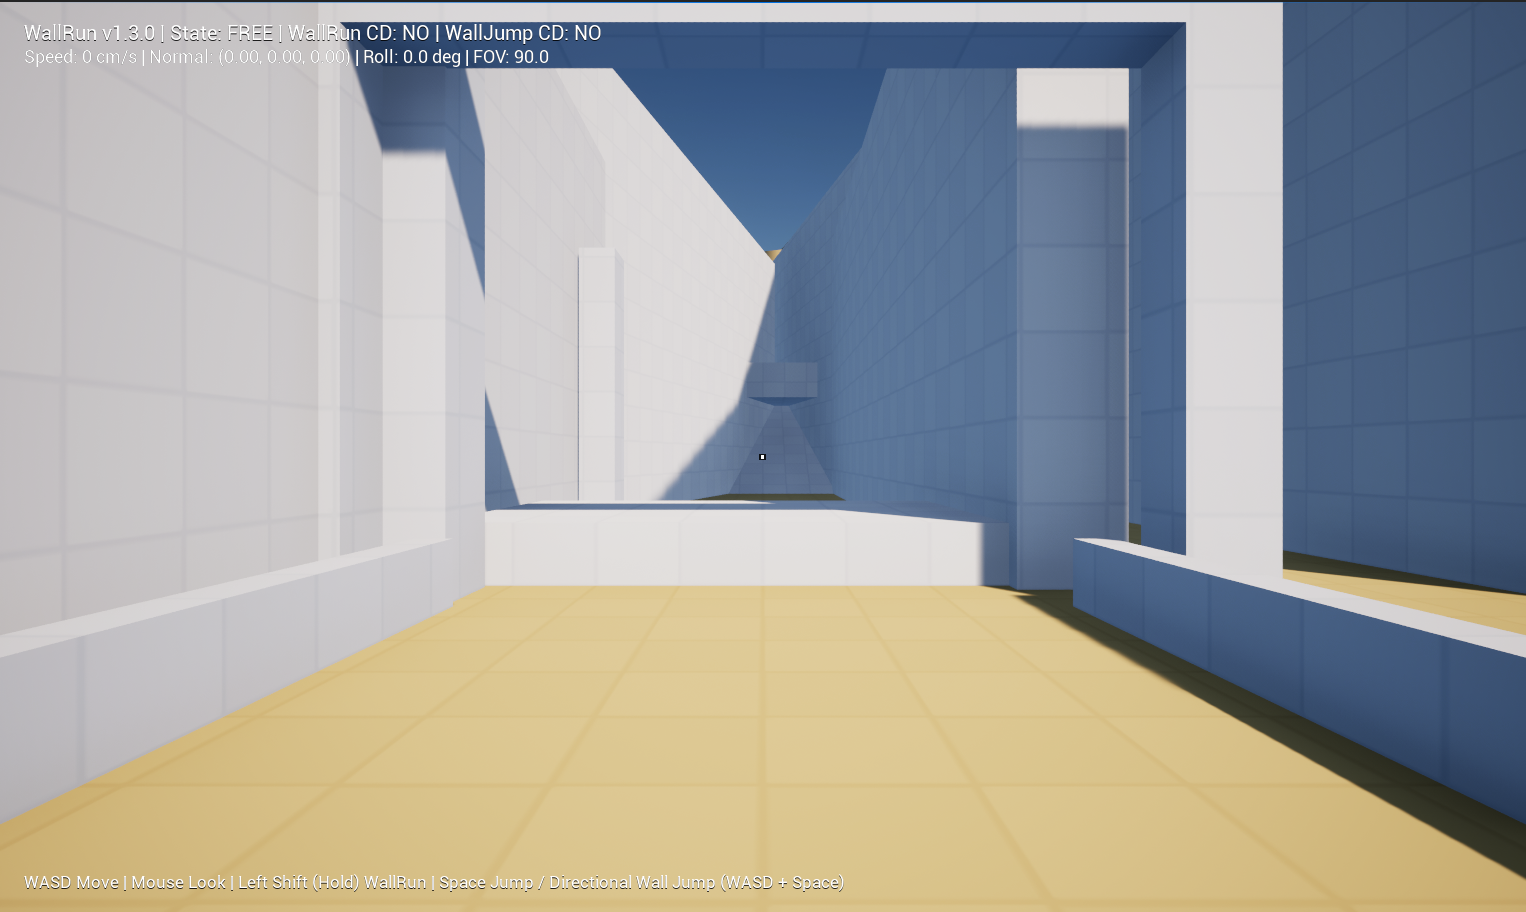 WallRun v1.3.0 | State: FREE | WallRun CD: NO | WallJump CD: NO
Speed: 0 cm/s | Normal: (0.00, 0.00, 0.00) | Roll: 0.0 deg | FOV: 90.0
WASD Move | Mouse Look | Left Shift (Hold) WallRun | Space Jump / Directional Wall Jump (WASD + Space)